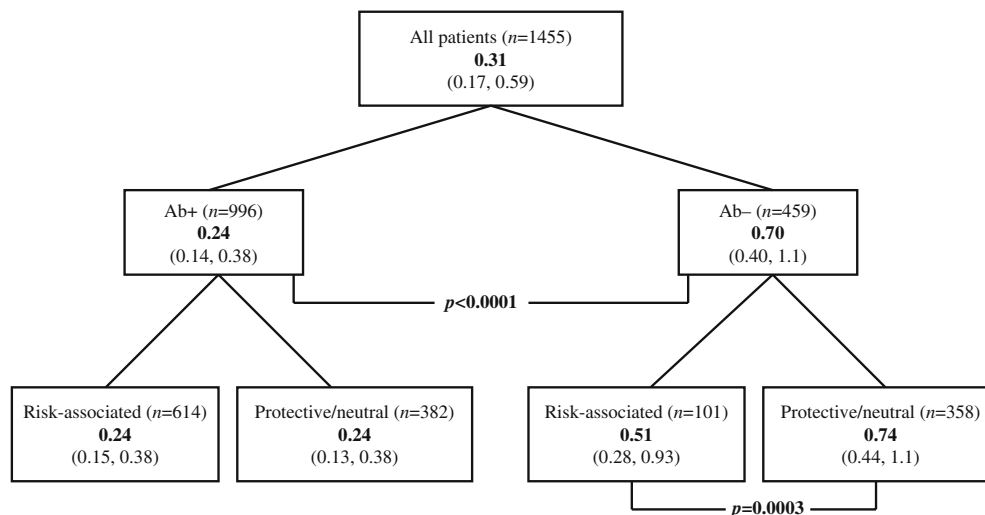 All patients (n=1455)
0.31
(0.17, 0.59)
Ab+ (n=996)
0.24
(0.14, 0.38)
Ab– (n=459)
0.70
(0.40, 1.1)
p<0.0001
Risk-associated (n=614)
0.24
(0.15, 0.38)
Protective/neutral (n=382)
0.24
(0.13, 0.38)
Risk-associated (n=101)
0.51
(0.28, 0.93)
Protective/neutral (n=358)
0.74
(0.44, 1.1)
p=0.0003